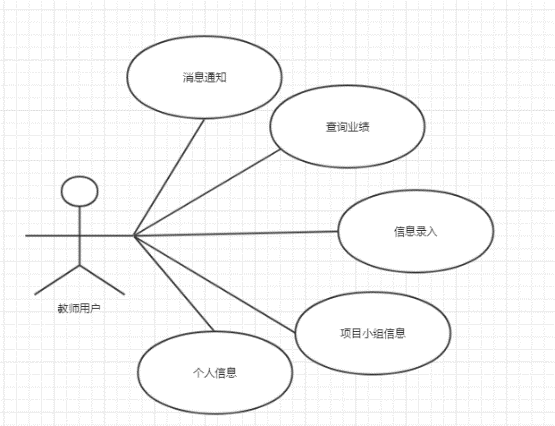 消息通知
查询业绩
信息录入
教师用户
项目小组信息
个人信息